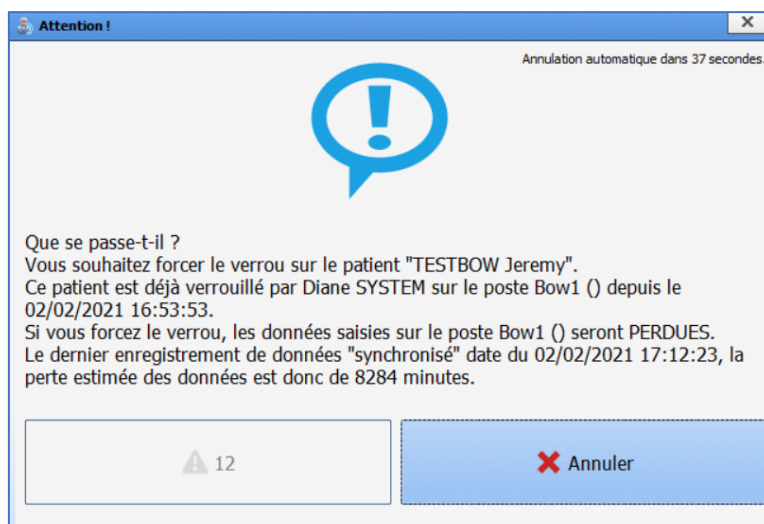 Attention !
Annulation automatique dans 37 secondes.
Que se passe-t-il ?
Vous souhaitez forcer le verrou sur le patient "TESTBOW Jeremy".
Ce patient est déjà verrouillé par Diane SYSTEM sur le poste Bow1 () depuis le
02/02/2021 16:53:53.
Si vous forcez le verrou, les données saisies sur le poste Bow1 () seront PERDUES.
Le dernier enregistrement de données "synchronisé" date du 02/02/2021 17:12:23, la
perte estimée des données est donc de 8284 minutes.
12
Annuler